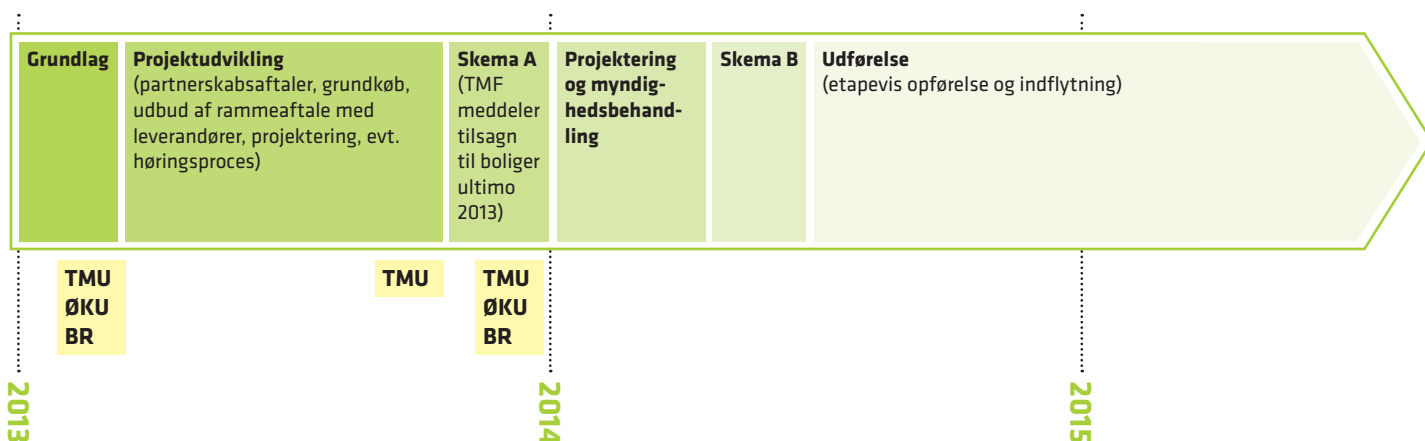 Grundlag
Projektudvikling
(partnerskabsaftaler, grundkøb,
udbud af rammeaftale med
leverandører, projektering, evt.
høringsproces)
Skema A
(TMF
meddeler
tilsagn
til boliger
ultimo
2013)
Projektering
og myndig-
hedsbehand-
ling
Skema B
Udførelse
(etapevis opførelse og indflytning)
TMU
ØKU
BR
TMU
TMU
ØKU
BR
2013
2014
2015